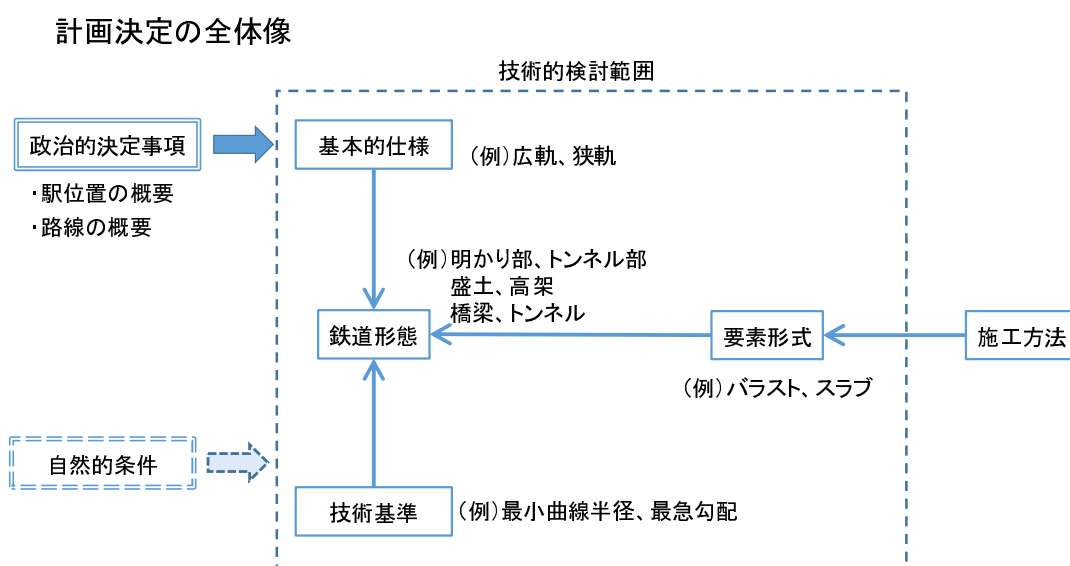 計画決定の全体像
技術的検討範囲
政治的決定事項
・駅位置の概要
・路線の概要
基本的仕様
(例)広軌、狭軌
(例)明かり部、トンネル部
盛土、高架
橋梁、トンネル
鉄道形態
要素形式
施工方法
(例)バラスト、スラブ
自然的条件
技術基準
(例)最小曲線半径、最急勾配